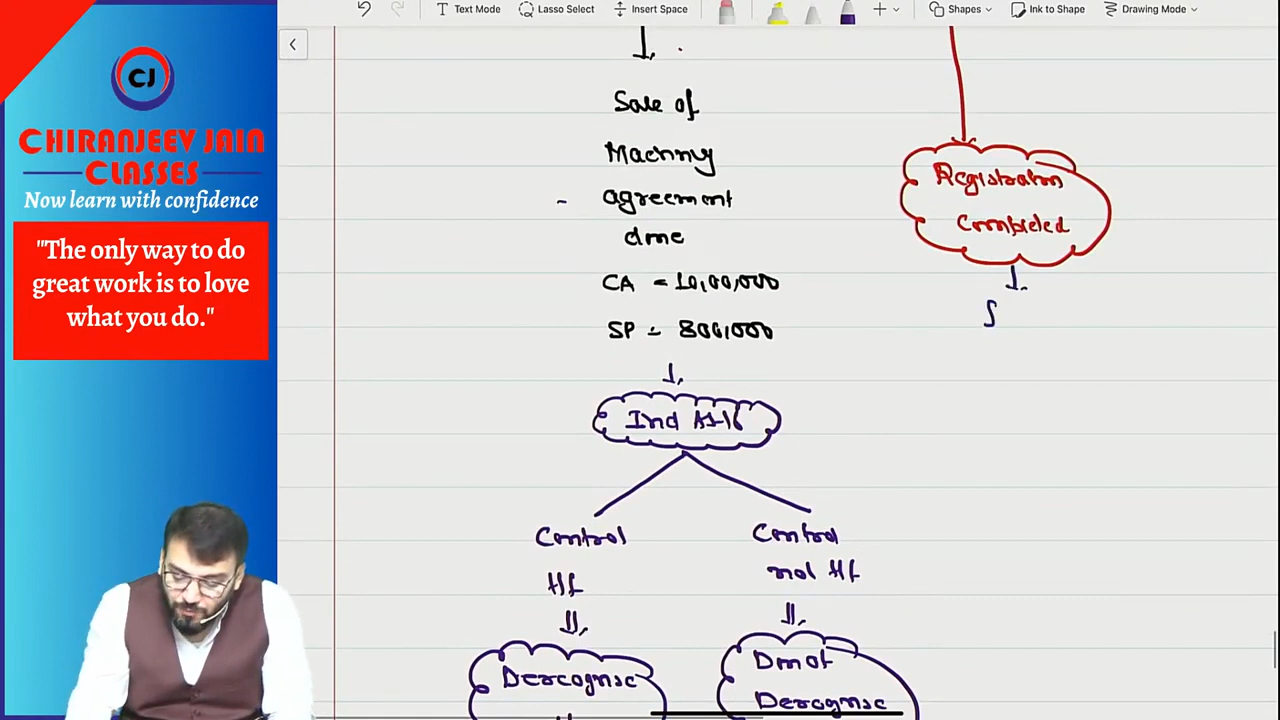 Text Mode
Lasso Select
Insert Space
Shapes
Ink to Shape
Drawing Mode
CJ
CHIRANJEEV JAIN
CLASSES
Now learn with confidence
"The only way to do
great work is to love
what you do."
Sale of
Machinery
agreement
done
CA = 10,00,000
SP = 800,000
Registration
Completed
S
Ind AS-16
Control
Hf
Control
not Hf
Derecognise
D not
Derecognise